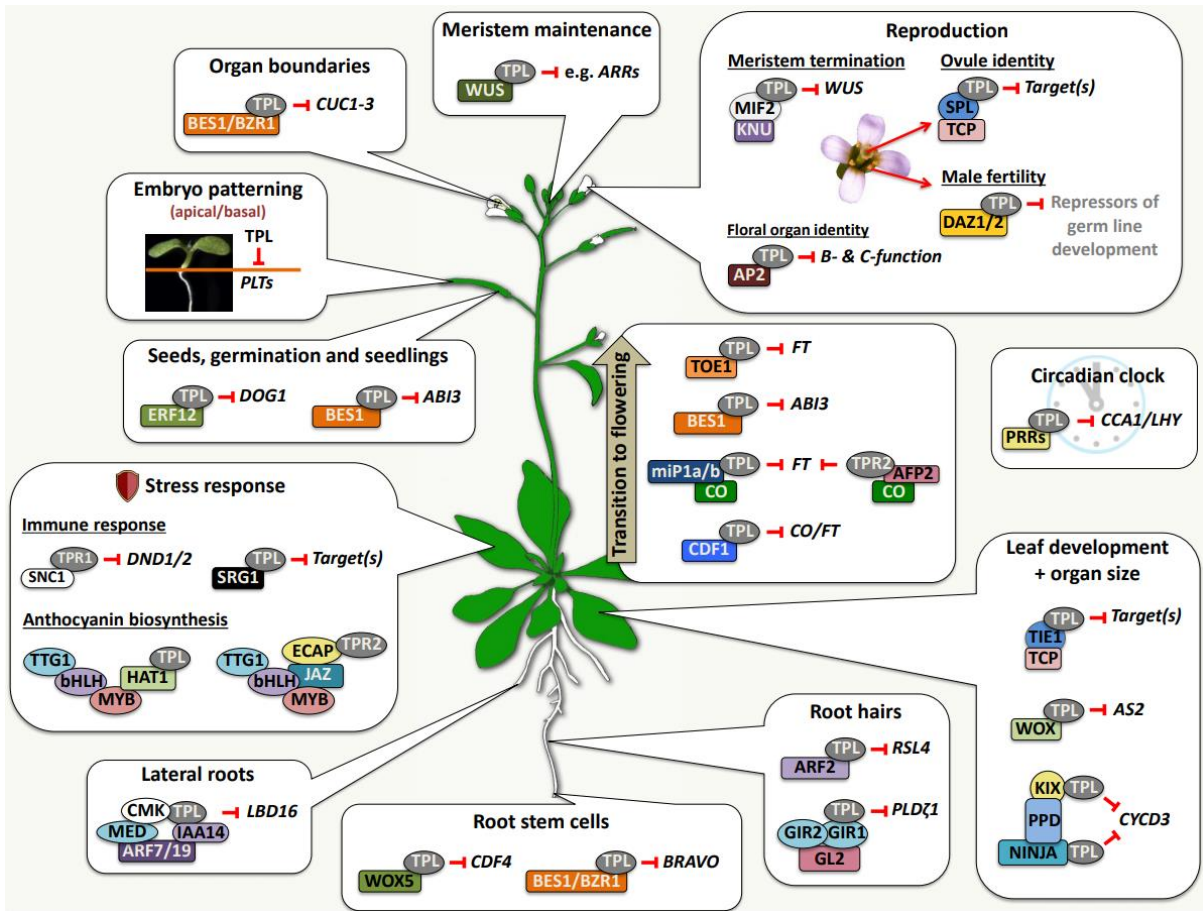 Meristem maintenance
TPL
e.g. ARRs
WUS
Organ boundaries
TPL
CUC1-3
BES1/BZR1
Embryo patterning
(apical/basal)
TPL
PLTs
Seeds, germination and seedlings
TPL
DOG1
ERF12
TPL
ABI3
BES1
Reproduction
Meristem termination
TPL
WUS
MIF2
KNU
Ovule identity
TPL
Target(s)
SPL
TCP
Male fertility
TPL
DAZ1/2
Repressors of
germ line
development
Floral organ identity
TPL
B- & C-function
AP2
Transition to flowering
TPL
FT
TOE1
TPL
ABI3
BES1
miP1a/b
TPL
FT
TPR2
AFP2
CO
CO
TPL
CO/FT
CDF1
Circadian clock
TPL
CCA1/LHY
PRRs
Stress response
Immune response
TPR1
DND1/2
SNC1
TPL
Target(s)
SRG1
Anthocyanin biosynthesis
TTG1
bHLH
MYB
HAT1
TPL
TTG1
bHLH
MYB
ECAP
JAZ
TPR2
Leaf development
+ organ size
TPL
Target(s)
TIE1
TCP
TPL
AS2
WOX
KIX
TPL
PPD
CYCD3
NINJA
TPL
Root hairs
TPL
RSL4
ARF2
TPL
PLDζ1
GIR2
GIR1
GL2
Lateral roots
CMK
TPL
LBD16
MED
IAA14
ARF7/19
Root stem cells
TPL
CDF4
WOX5
TPL
BRAVO
BES1/BZR1